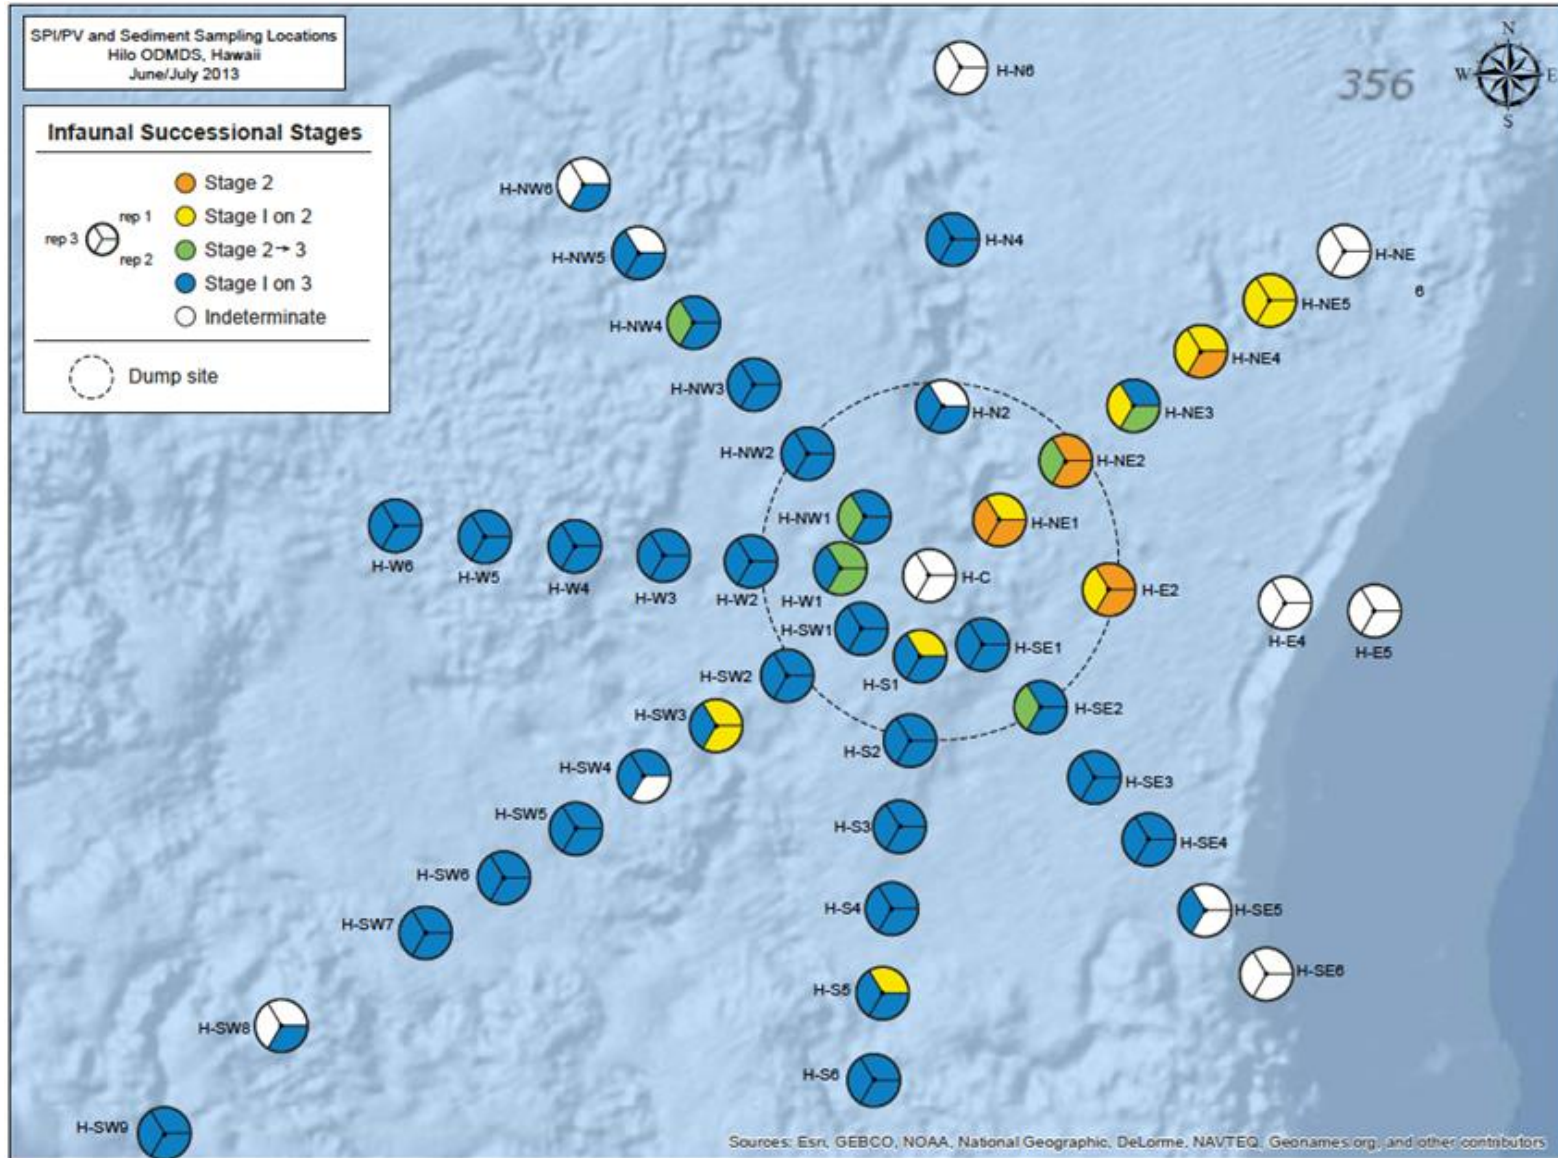 SPI/PV and Sediment Sampling Locations
Hilo ODMDS, Hawaii
June/July 2013
Infaunal Successional Stages
rep 1
rep 2
rep 3
Stage 2
Stage I on 2
Stage 2→3
Stage I on 3
Indeterminate
Dump site
356
N
W
E
S
H-N6
H-NW6
H-N4
H-NE
6
H-NW5
H-NE5
H-NW4
H-NE4
H-NW3
H-N2
H-NE3
H-NW2
H-NE2
H-W6
H-W5
H-W4
H-W3
H-W2
H-NW1
H-NE1
H-W1
H-C
H-E2
H-E4
H-E5
H-SW1
H-S1
H-SE1
H-SW2
H-SE2
H-SW3
H-S2
H-SW4
H-SE3
H-SW5
H-S3
H-SE4
H-SW6
H-S4
H-SE5
H-SW7
H-S5
H-SE6
H-SW8
H-S6
H-SW9
Sources: Esri, GEBCO, NOAA, National Geographic, DeLorme, NAVTEQ, Geonames.org, and other contributors